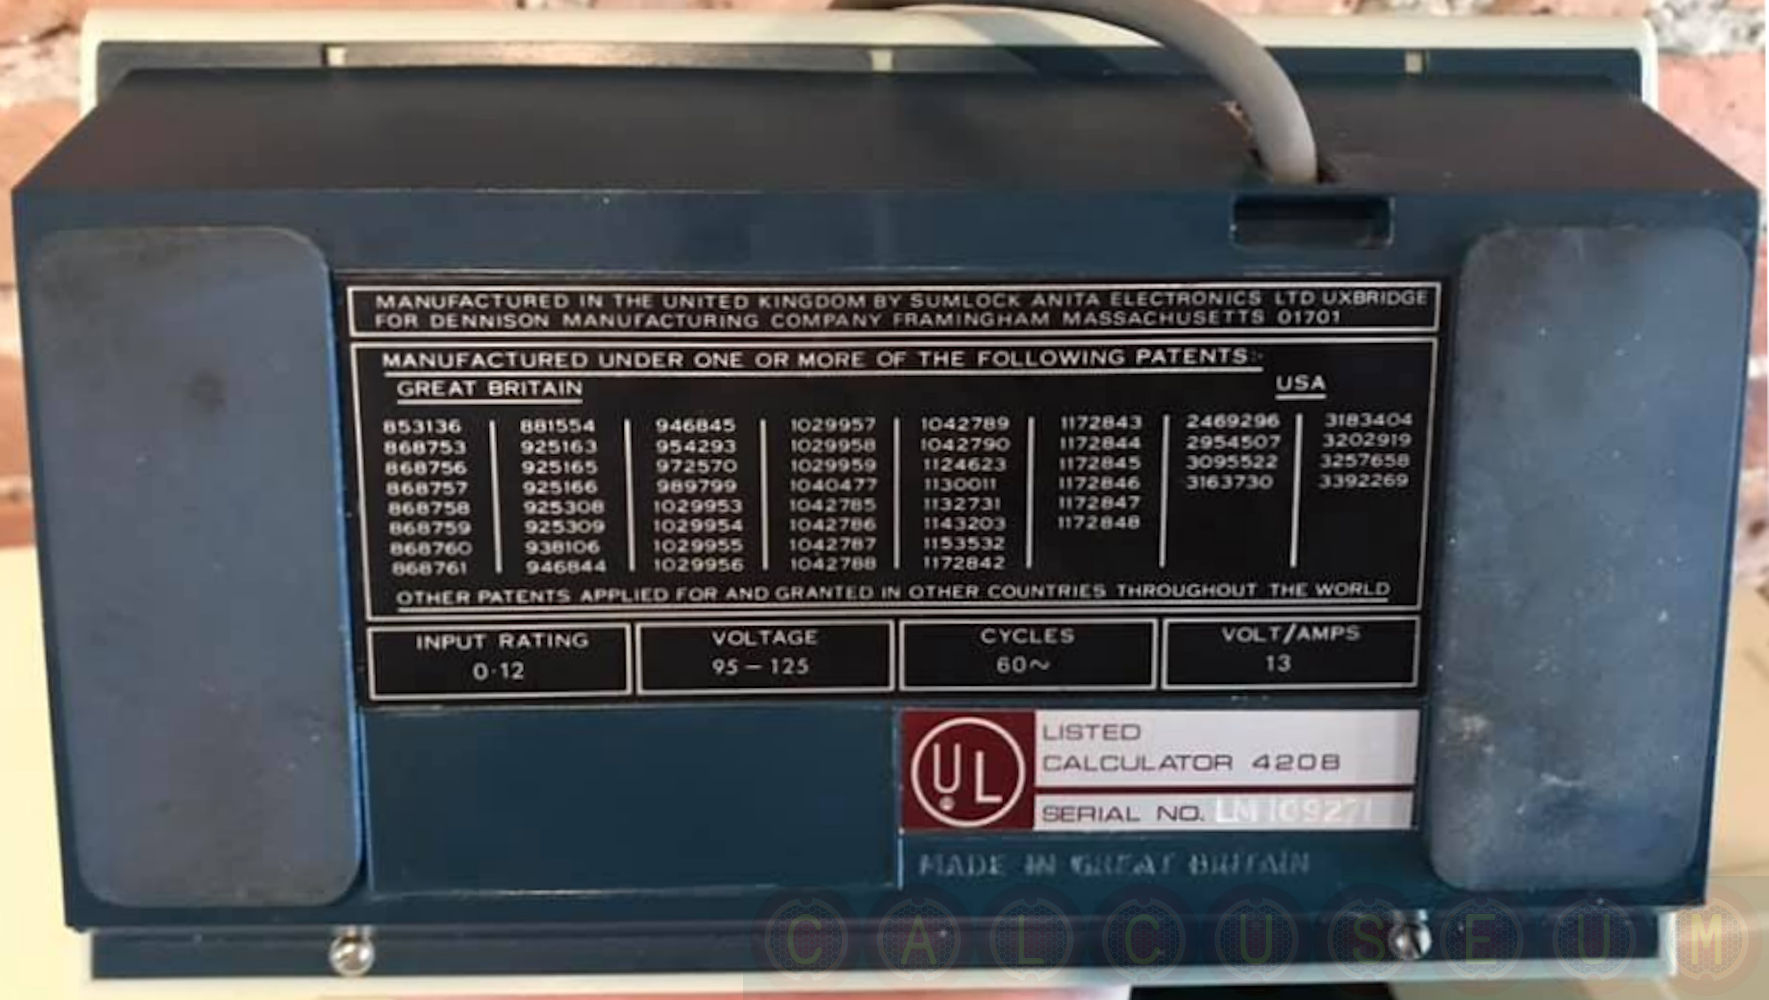 MANUFACTURED IN THE UNITED KINGDOM BY SUMLOCK ANITA ELECTRONICS LTD UXBRIDGE
FOR DENNISON MANUFACTURING COMPANY FRAMINGHAM MASSACHUSETTS 01701
MANUFACTURED UNDER ONE OR MORE OF THE FOLLOWING PATENTS:-
GREAT BRITAIN USA
853136 881554 946845 1029957 1042789 1172843 2469296 3183404
868753 925163 954293 1029958 1042790 1172844 2954507 3202919
868756 925165 972570 1029959 1124623 1172845 3095522 3257658
868757 925166 989799 1040477 1130011 1172846 3163730 3392269
868758 925308 1029953 1042785 1132731 1172847
868759 925309 1029954 1042786 1143203 1172848
868760 938106 1029955 1042787 1153532
868761 946844 1029956 1042788 1172842
OTHER PATENTS APPLIED FOR AND GRANTED IN OTHER COUNTRIES THROUGHOUT THE WORLD
INPUT RATING VOLTAGE CYCLES VOLT/AMPS
0·12 95 – 125 60~ 13
UL ®
LISTED
CALCULATOR 420B
SERIAL NO. LM 109271
MADE IN GREAT BRITAIN
CALCUSEUM